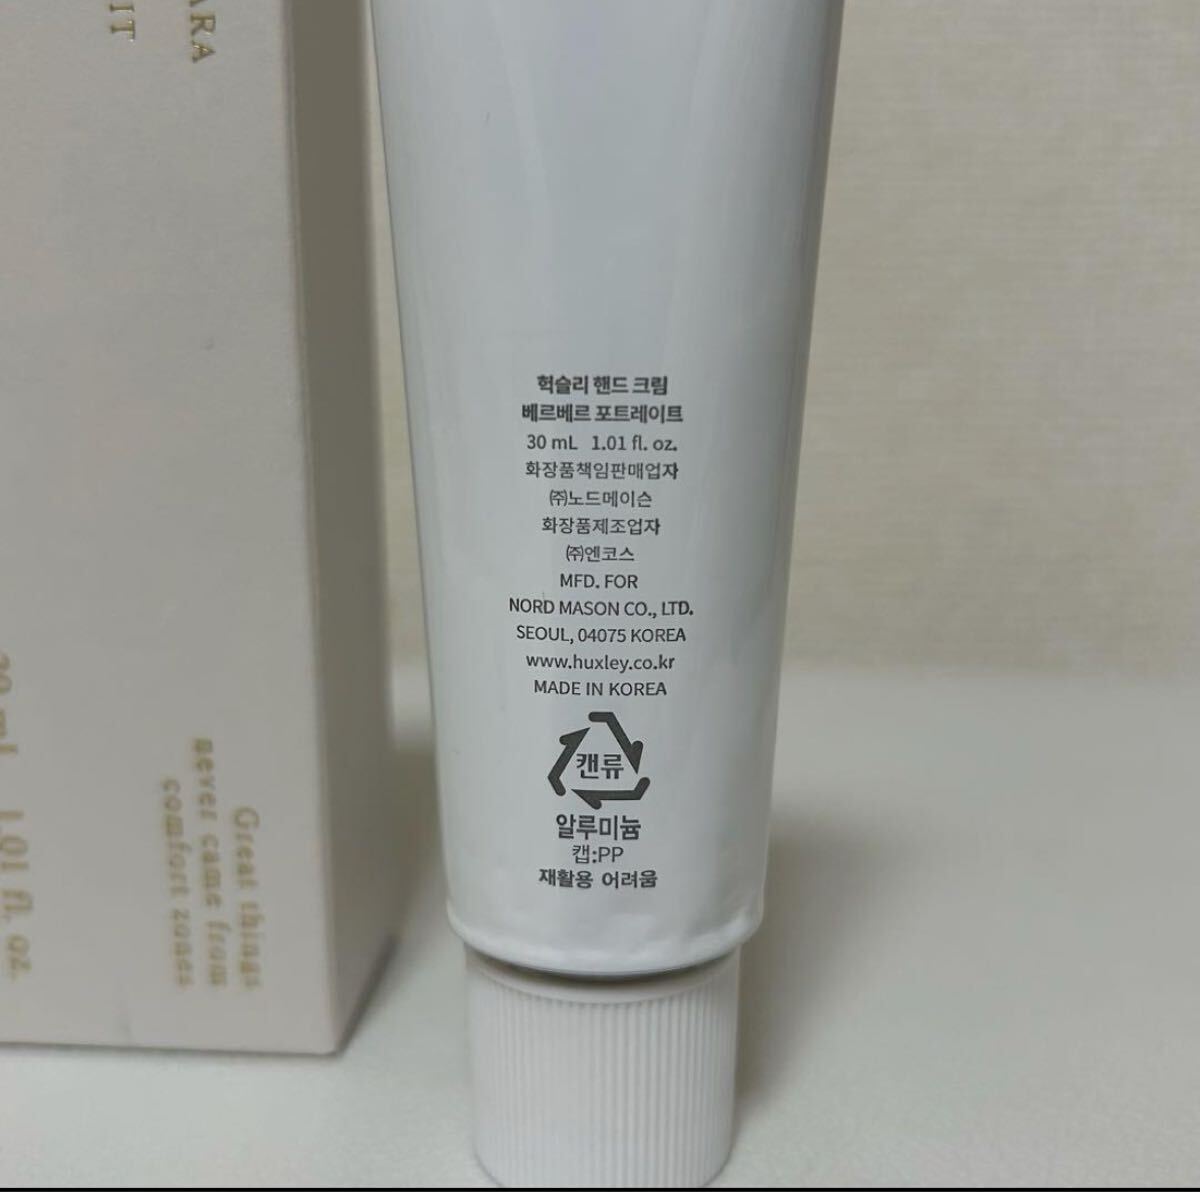 ARA
IT
30 mL 1.01 fl. oz.
Great things
never came from
comfort zones
헉슬리 핸드 크림
베르베르 포트레이트
30 mL 1.01 fl. oz.
화장품책임판매업자
㈜노드메이슨
화장품제조업자
㈜엔코스
MFD. FOR
NORD MASON CO., LTD.
SEOUL, 04075 KOREA
www.huxley.co.kr
MADE IN KOREA
캔류
알루미늄
캡:PP
재활용 어려움